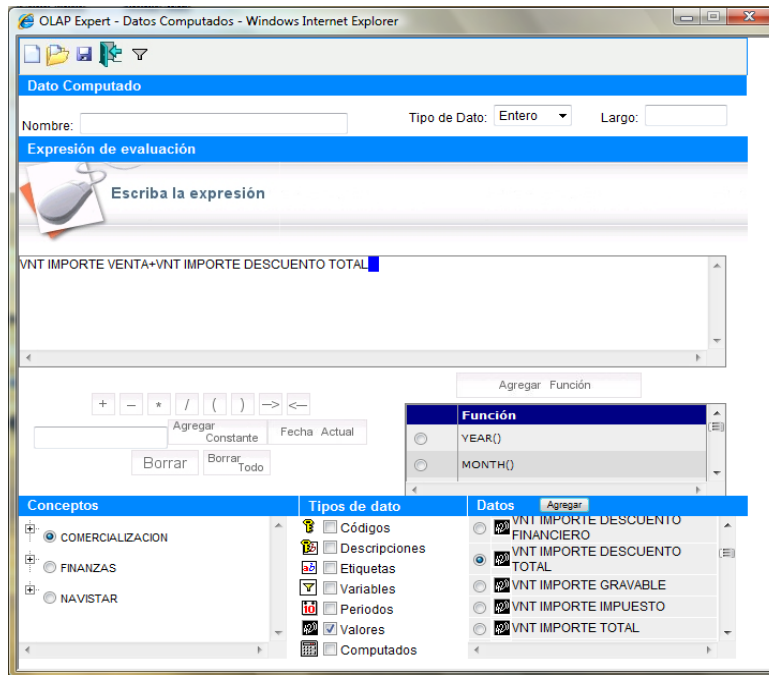 OLAP Expert - Datos Computados - Windows Internet Explorer
Dato Computado
Nombre:
Tipo de Dato: Entero
Largo:
Expresión de evaluación
Escriba la expresión
VNT IMPORTE VENTA+VNT IMPORTE DESCUENTO TOTAL
Agregar Función
+ − * / ( ) −> <−
Agregar Constante
Fecha Actual
Borrar
Borrar Todo
Función
YEAR()
MONTH()
Conceptos
COMERCIALIZACION
FINANZAS
NAVISTAR
Tipos de dato
Códigos
Descripciones
Etiquetas
Variables
Periodos
Valores
Computados
Datos Agregar
VNT IMPORTE DESCUENTO
FINANCIERO
VNT IMPORTE DESCUENTO
TOTAL
VNT IMPORTE GRAVABLE
VNT IMPORTE IMPUESTO
VNT IMPORTE TOTAL